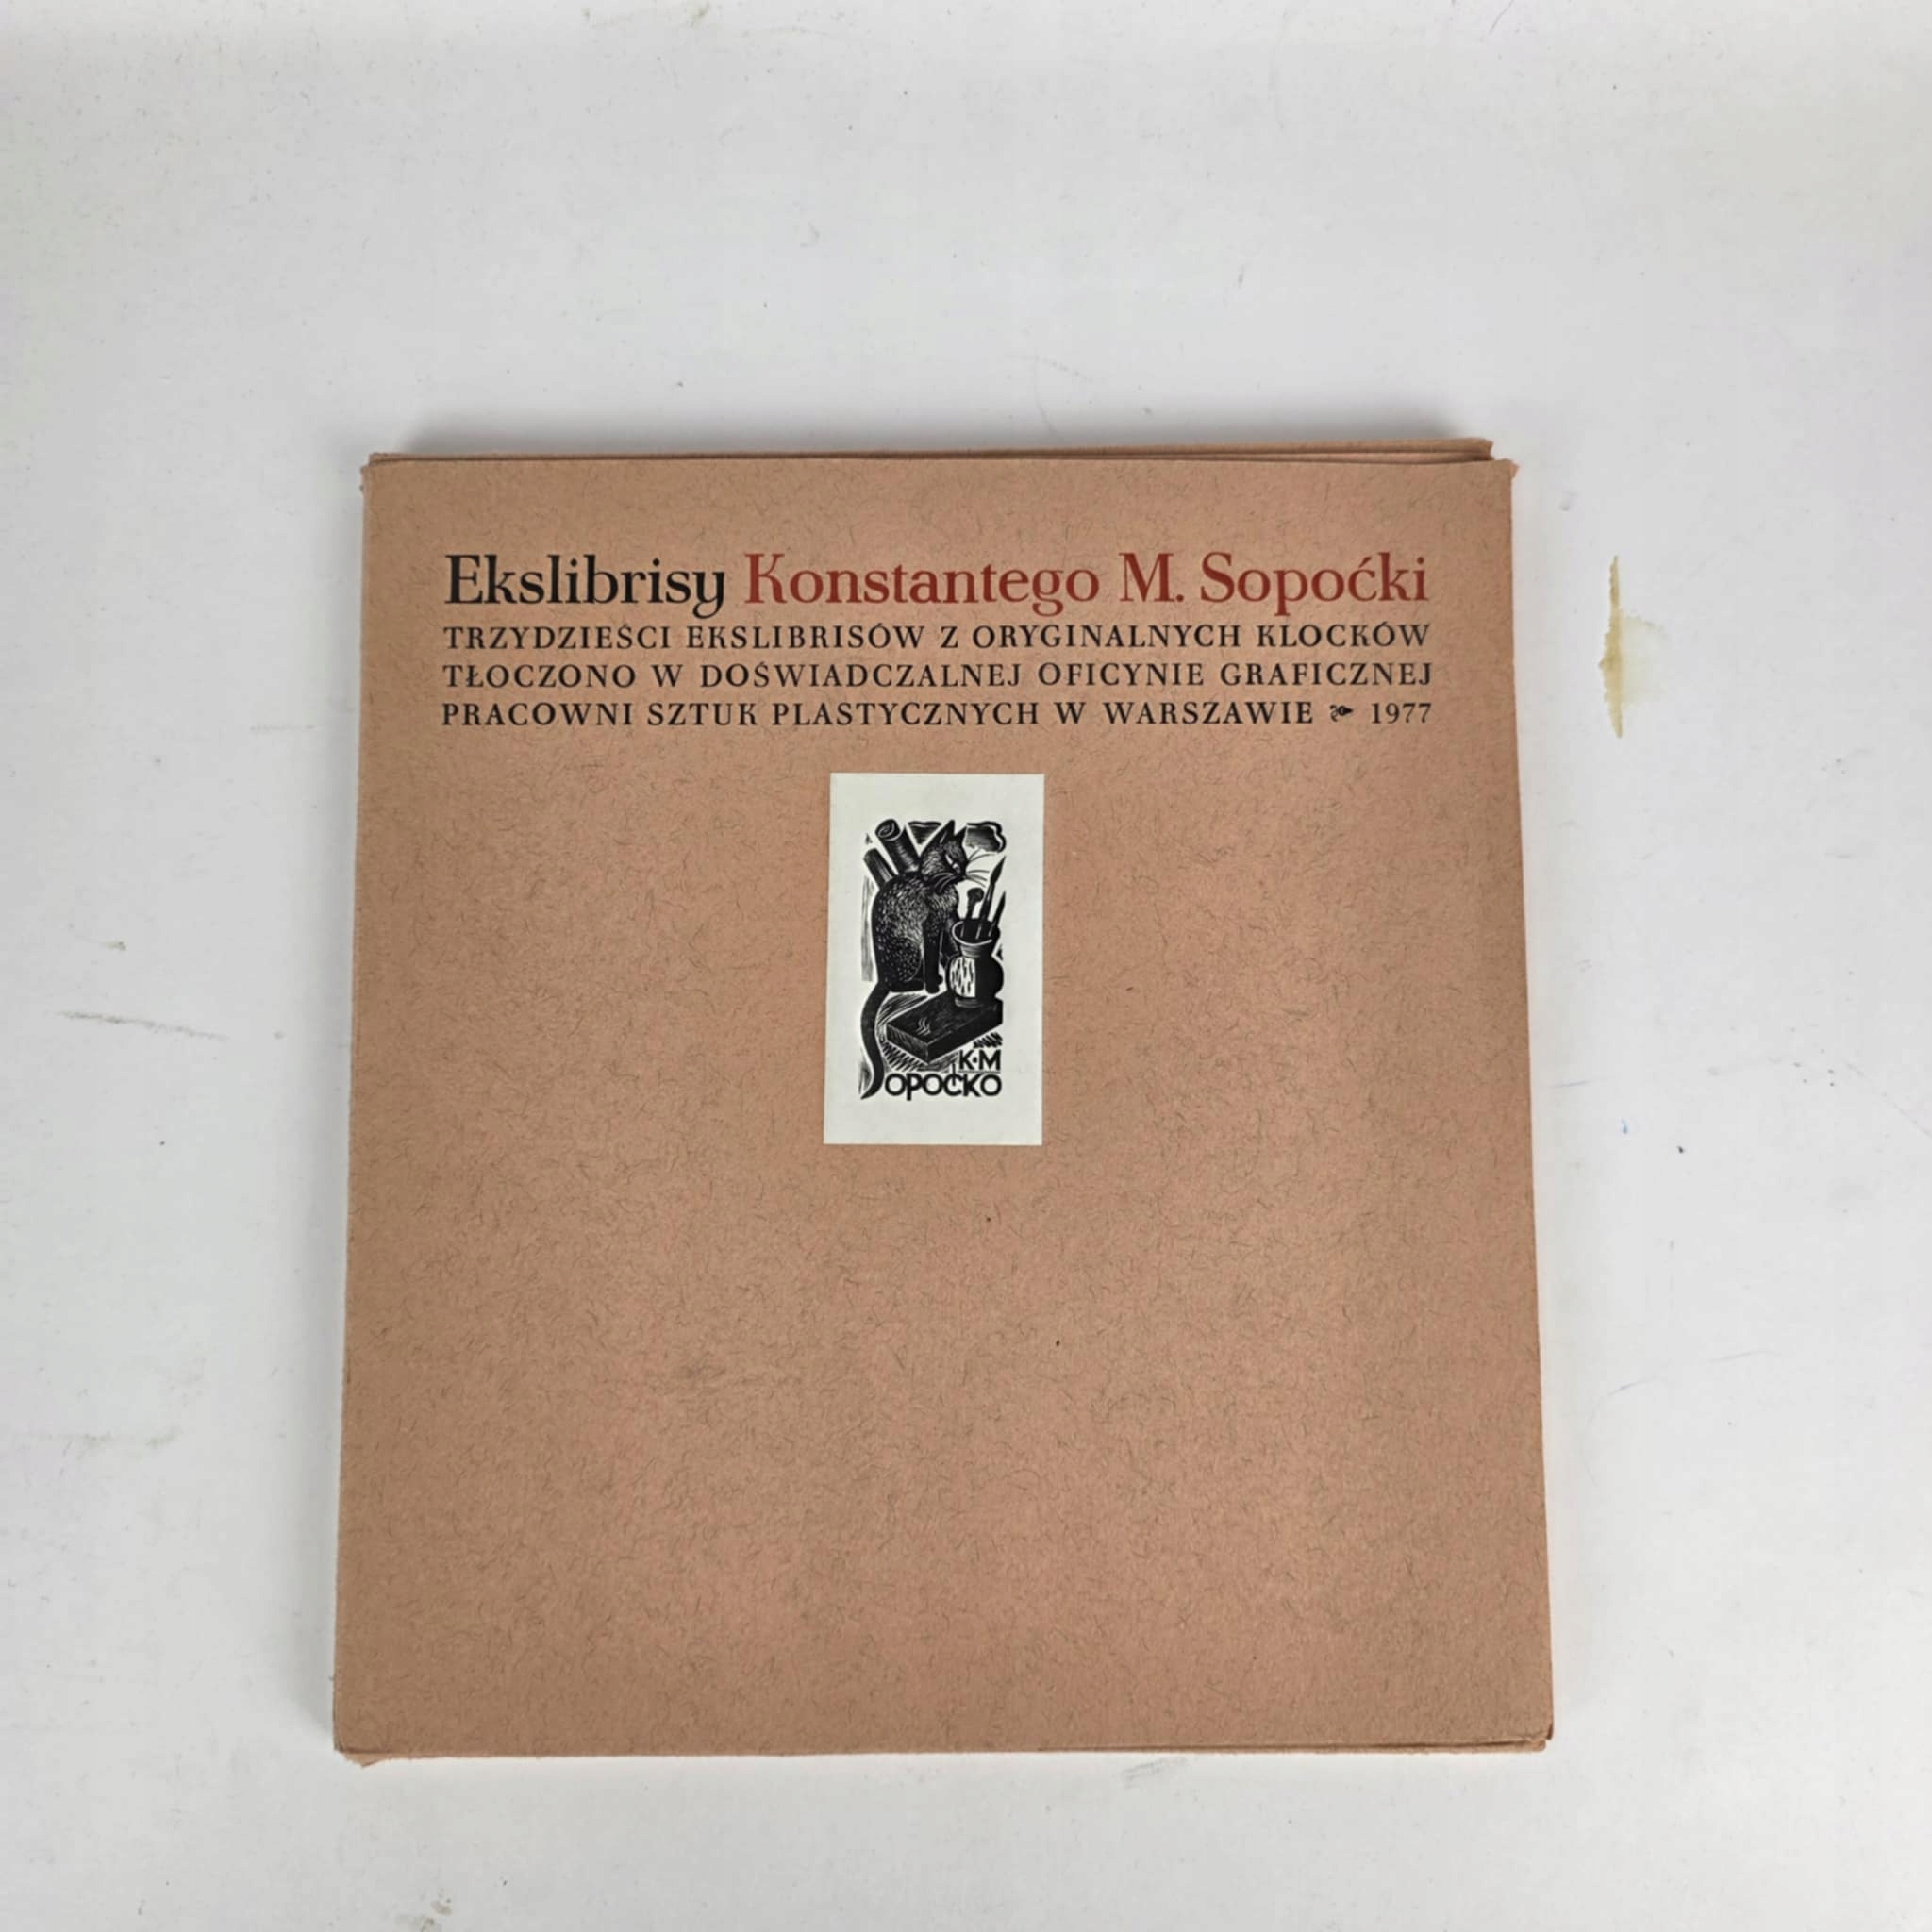 Ekslibrisy Konstantego M. Sopoćki
TRZYDZIEŚCI EKSLIBRISÓW Z ORYGINALNYCH KLOCKÓW
TŁOCZONO W DOŚWIADCZALNEJ OFICYNIE GRAFICZNEJ
PRACOWNI SZTUK PLASTYCZNYCH W WARSZAWIE ❧ 1977
K·M
SOPOĆKO